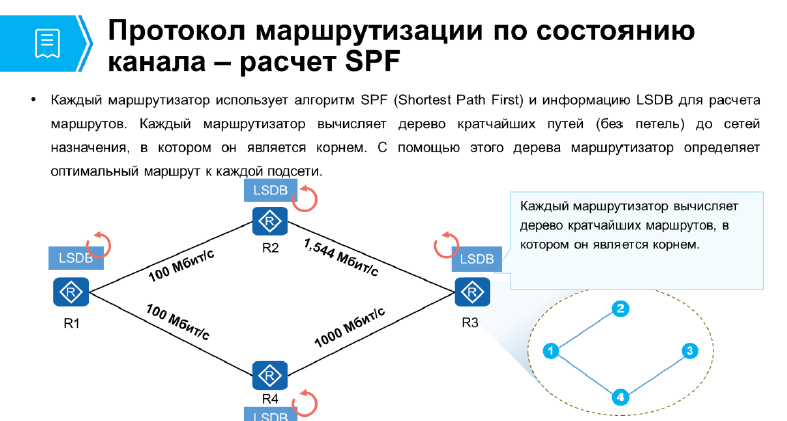 Протокол маршрутизации по состоянию
канала – расчет SPF
• Каждый маршрутизатор использует алгоритм SPF (Shortest Path First) и информацию LSDB для расчета
маршрутов. Каждый маршрутизатор вычисляет дерево кратчайших путей (без петель) до сетей
назначения, в котором он является корнем. С помощью этого дерева маршрутизатор определяет
оптимальный маршрут к каждой подсети.
LSDB
R
R2
Каждый маршрутизатор вычисляет
дерево кратчайших маршрутов, в
котором он является корнем.
LSDB
R
R1
100 Мбит/с
1,544 Мбит/с
LSDB
R
R3
100 Мбит/с
1000 Мбит/с
R
R4
LSDB
2
1
3
4